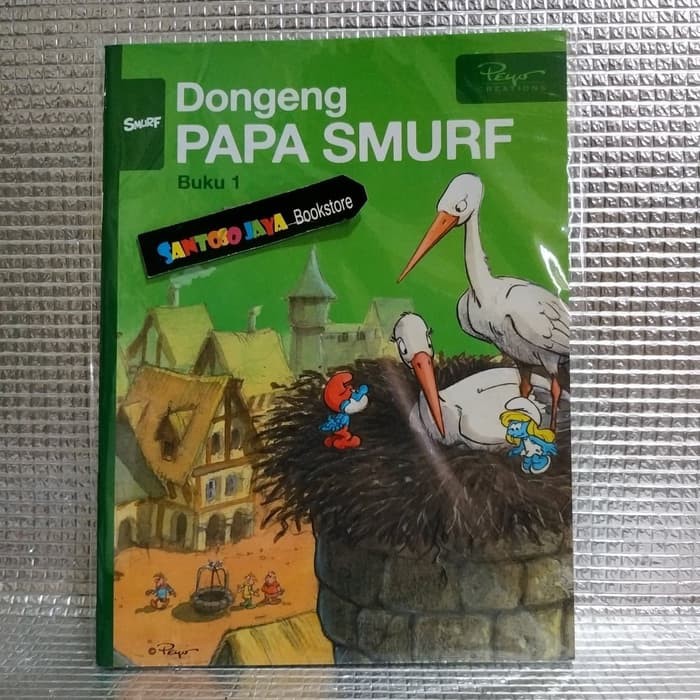 Peyo
CREATIONS
SMURF
Dongeng
PAPA SMURF
Buku 1
SANTOSO JAYA Bookstore
© Peyo